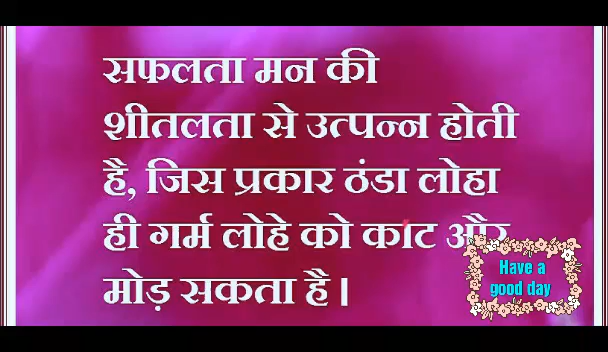 सफलता मन की
शीतलता से उत्पन्न होती
है, जिस प्रकार ठंडा लोहा
ही गर्म लोहे को कांट और
मोड़ सकता है।
Have a
good day